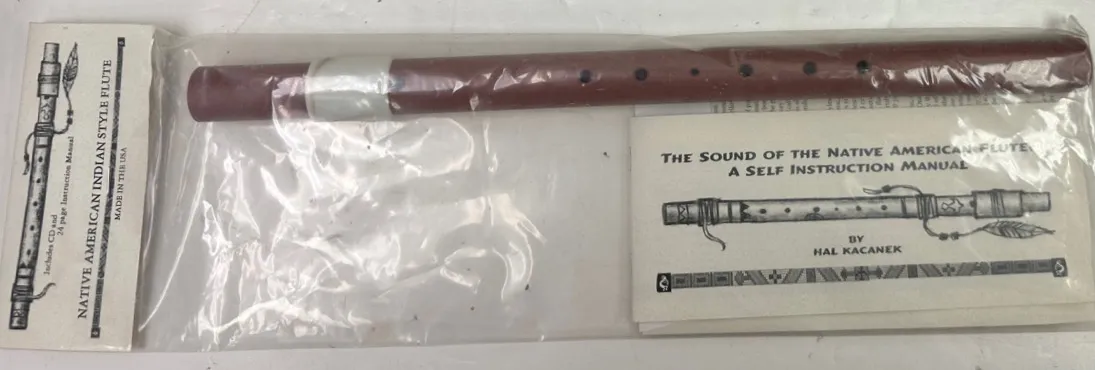 Includes CD and
24 page Instruction Manual
NATIVE AMERICAN INDIAN STYLE FLUTE
MADE IN THE USA
THE SOUND OF THE NATIVE AMERICAN FLUTE:
A SELF INSTRUCTION MANUAL
BY
HAL KACANEK